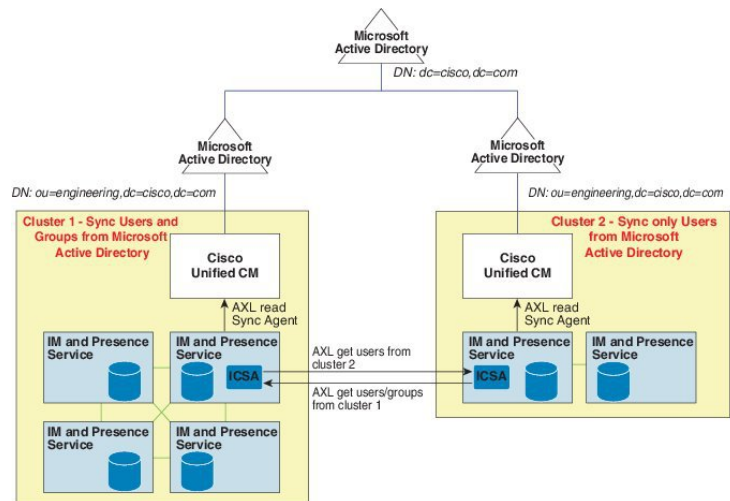 Microsoft
Active Directory
DN: dc=cisco,dc=com
Microsoft
Active Directory
Microsoft
Active Directory
DN: ou=engineering,dc=cisco,dc=com
DN: ou=engineering,dc=cisco,dc=com
Cluster 1 - Sync Users and
Groups from Microsoft
Active Directory
Cisco
Unified CM
AXL read
Sync Agent
IM and Presence
Service
IM and Presence
Service
ICSA
IM and Presence
Service
IM and Presence
Service
AXL get users from
cluster 2
AXL get users/groups
from cluster 1
Cluster 2 - Sync only Users
from Microsoft
Active Directory
Cisco
Unified CM
AXL read
Sync Agent
IM and Presence
Service
ICSA
IM and Presence
Service